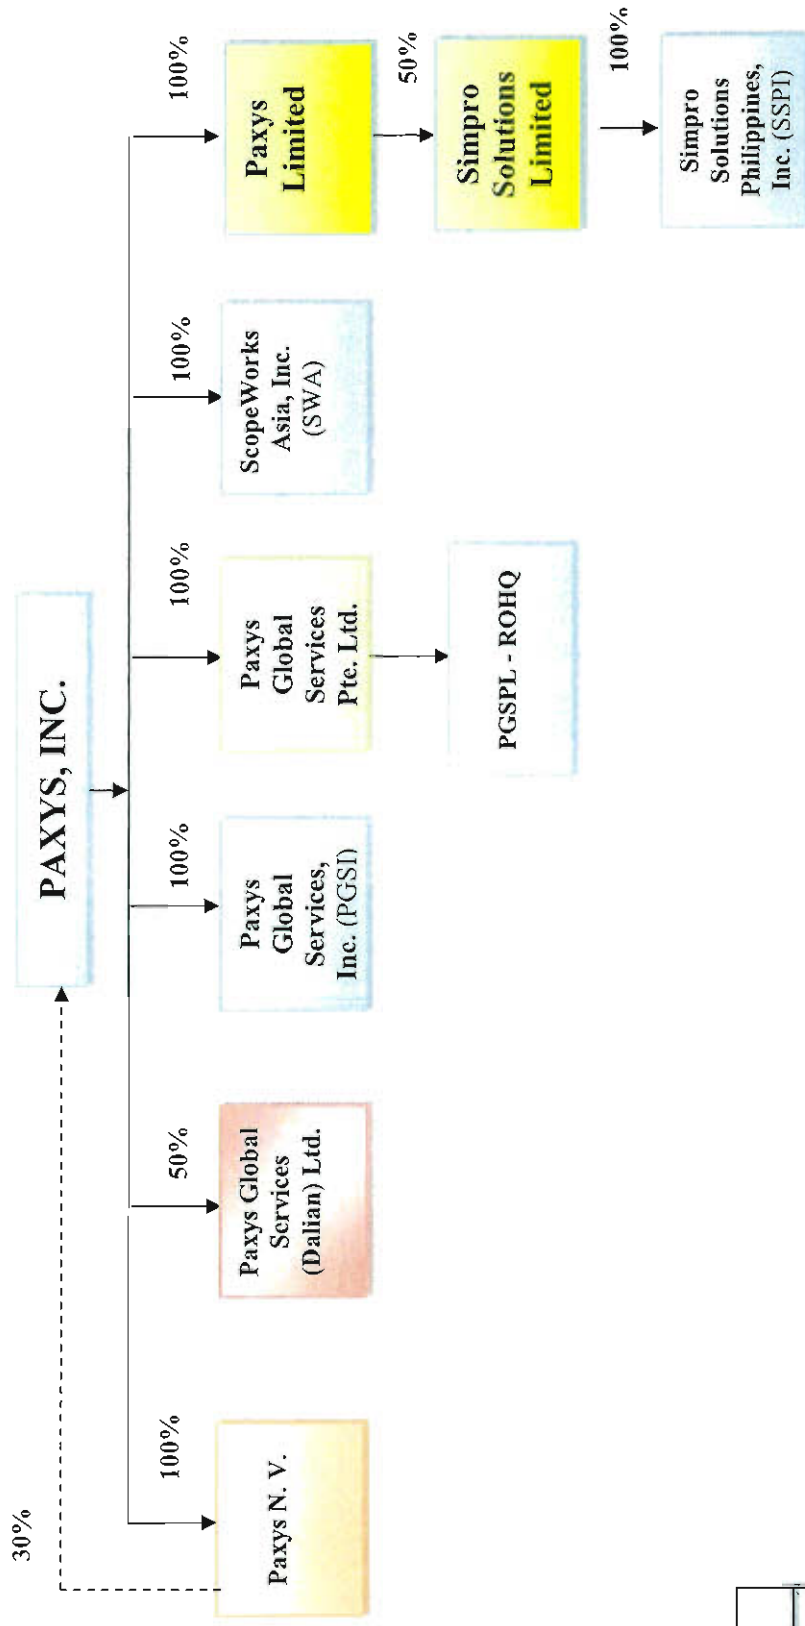 PAXYS, INC.
30%
100%
Paxys N. V.
50%
Paxys Global
Services
(Dalian) Ltd.
100%
Paxys
Global
Services,
Inc. (PGSI)
100%
Paxys
Global
Services
Pte. Ltd.
PGSPL - ROHQ
100%
ScopeWorks
Asia, Inc.
(SWA)
100%
Paxys
Limited
50%
Simpro
Solutions
Limited
100%
Simpro
Solutions
Philippines,
Inc. (SSPI)